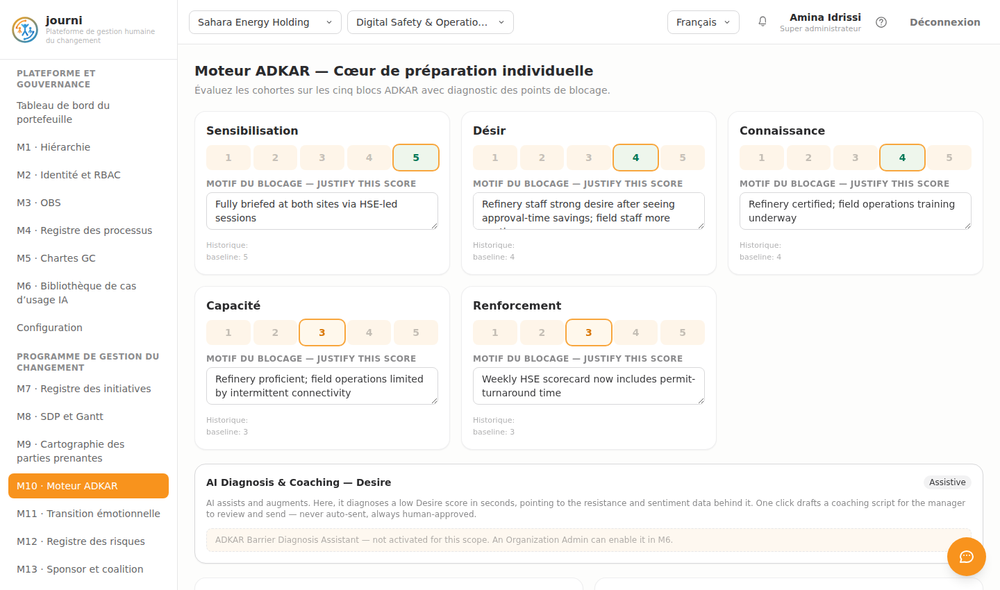 journi
Plateforme de gestion humaine
du changement
Sahara Energy Holding
Digital Safety & Operatio...
Français
Amina Idrissi
Super administrateur
Déconnexion
PLATEFORME ET
GOUVERNANCE
Tableau de bord du
portefeuille
M1 · Hiérarchie
M2 · Identité et RBAC
M3 · OBS
M4 · Registre des processus
M5 · Chartes GC
M6 · Bibliothèque de cas
d’usage IA
Configuration
PROGRAMME DE GESTION DU
CHANGEMENT
M7 · Registre des initiatives
M8 · SDP et Gantt
M9 · Cartographie des
parties prenantes
M10 · Moteur ADKAR
M11 · Transition émotionnelle
M12 · Registre des risques
M13 · Sponsor et coalition
Moteur ADKAR — Cœur de préparation individuelle
Évaluez les cohortes sur les cinq blocs ADKAR avec diagnostic des points de blocage.
Sensibilisation
1 2 3 4 5
MOTIF DU BLOCAGE — JUSTIFY THIS SCORE
Fully briefed at both sites via HSE-led
sessions
Historique:
baseline: 5
Désir
1 2 3 4 5
MOTIF DU BLOCAGE — JUSTIFY THIS SCORE
Refinery staff strong desire after seeing
approval-time savings; field staff more
Historique:
baseline: 4
Connaissance
1 2 3 4 5
MOTIF DU BLOCAGE — JUSTIFY THIS SCORE
Refinery certified; field operations training
underway
Historique:
baseline: 4
Capacité
1 2 3 4 5
MOTIF DU BLOCAGE — JUSTIFY THIS SCORE
Refinery proficient; field operations limited
by intermittent connectivity
Historique:
baseline: 3
Renforcement
1 2 3 4 5
MOTIF DU BLOCAGE — JUSTIFY THIS SCORE
Weekly HSE scorecard now includes permit-
turnaround time
Historique:
baseline: 3
AI Diagnosis & Coaching — Desire
Assistive
AI assists and augments. Here, it diagnoses a low Desire score in seconds, pointing to the resistance and sentiment data behind it. One click drafts a coaching script for the manager
to review and send — never auto-sent, always human-approved.
ADKAR Barrier Diagnosis Assistant — not activated for this scope. An Organization Admin can enable it in M6.